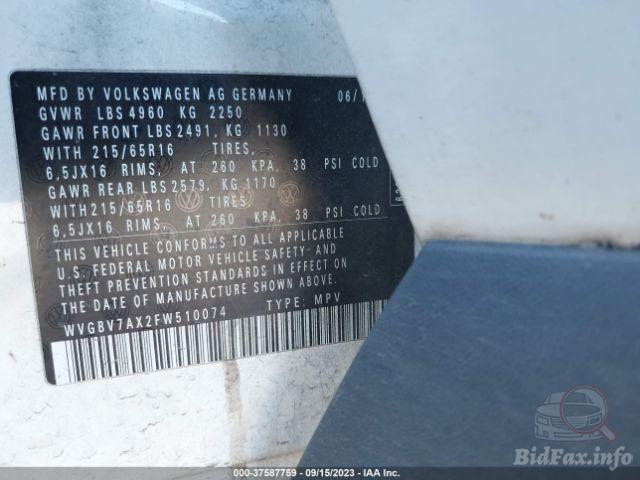 MFD BY VOLKSWAGEN AG GERMANY 06/1
GVWR LBS 4960 KG 2250
GAWR FRONT LBS 2491, KG 1130
WITH 215/65R16 TIRES,
6,5JX16 RIMS, AT 260 KPA, 38 PSI COLD
GAWR REAR LBS 2579, KG 1170
WITH215/65R16 TIRES
6,5JX16 RIMS, AT 260 KPA, 38 PSI COLD
THIS VEHICLE CONFORMS TO ALL APPLICABLE
U.S. FEDERAL MOTOR VEHICLE SAFETY AND
THEFT PREVENTION STANDARDS IN EFFECT ON
THE DATE OF MANUFACTURE SHOWN ABOVE.
WVGBV7AX2FW510074 TYPE: MPV
000-37587759 - 09/15/2023 - IAA Inc.
BidFax.info